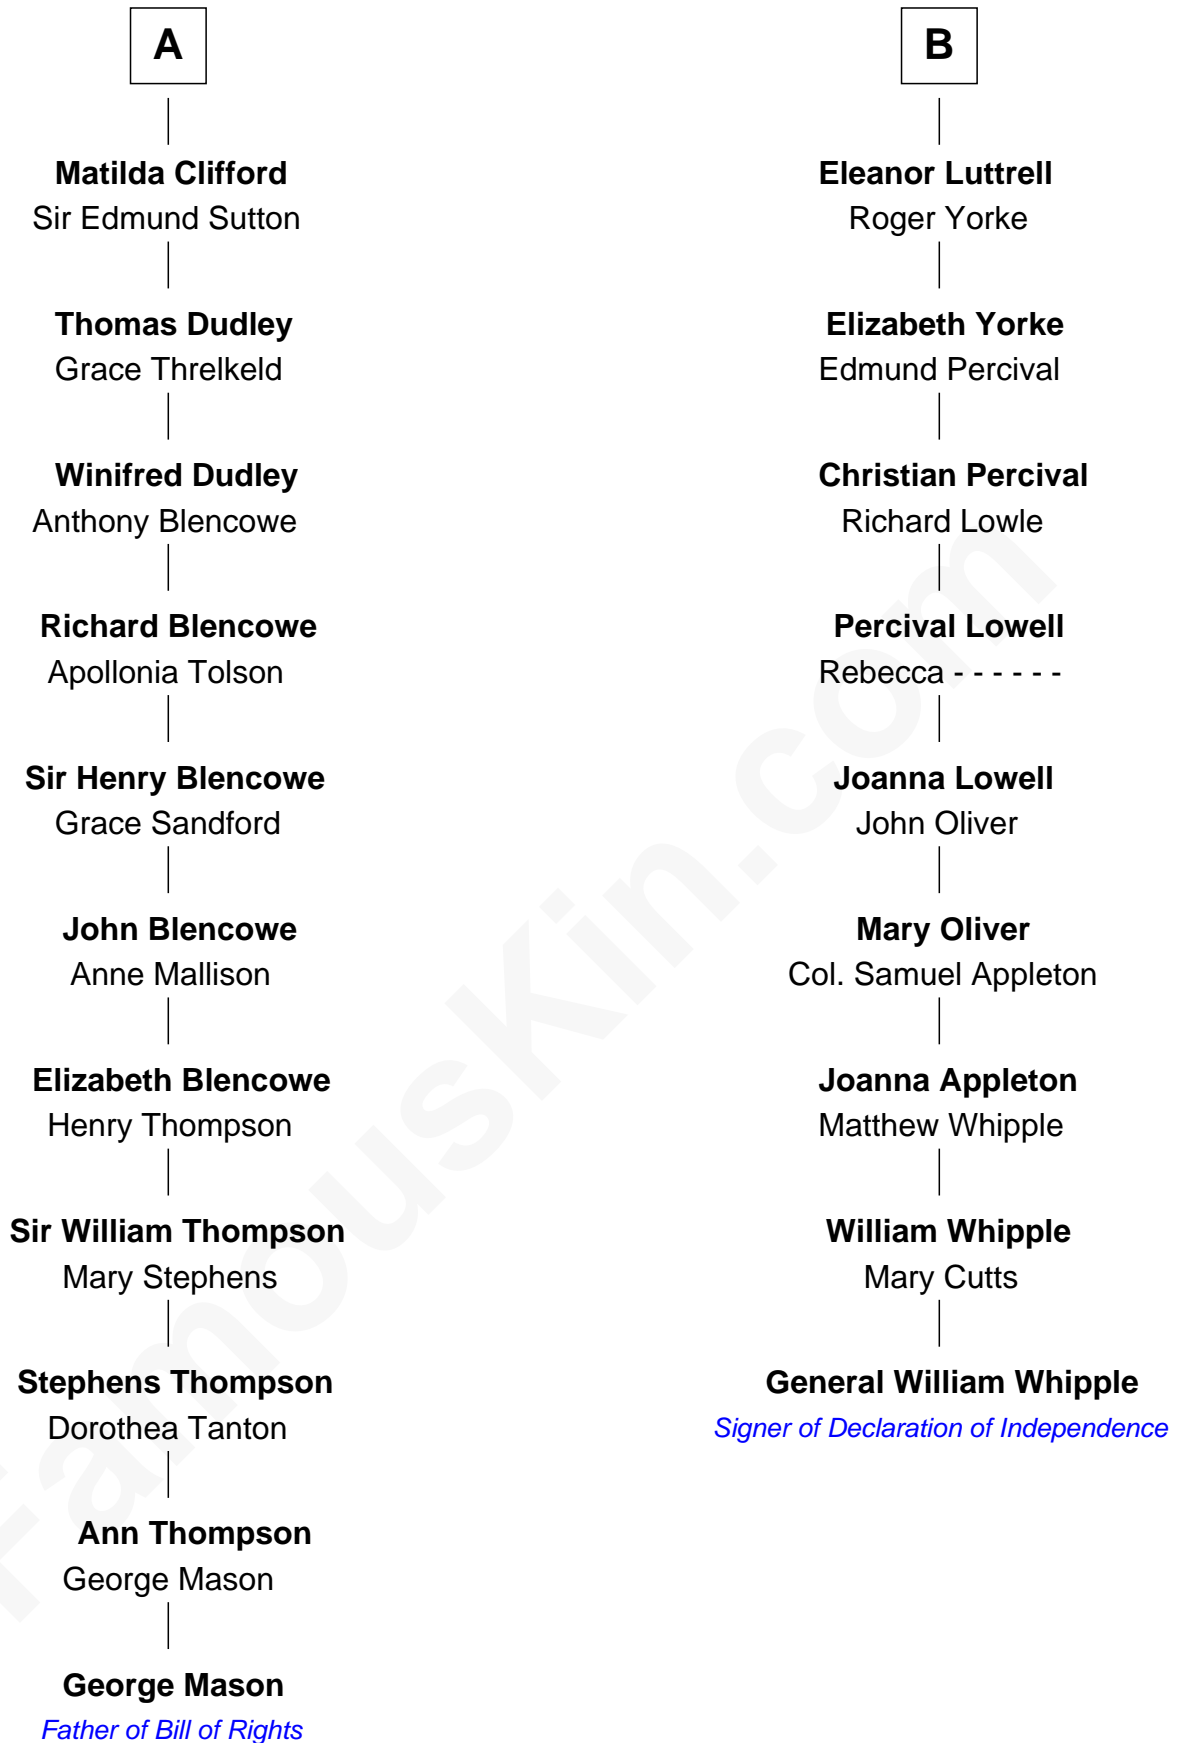 A
Matilda Clifford
Sir Edmund Sutton
Thomas Dudley
Grace Threlkeld
Winifred Dudley
Anthony Blencowe
Richard Blencowe
Apollonia Tolson
Sir Henry Blencowe
Grace Sandford
John Blencowe
Anne Mallison
Elizabeth Blencowe
Henry Thompson
Sir William Thompson
Mary Stephens
Stephens Thompson
Dorothea Tanton
Ann Thompson
George Mason
George Mason
Father of Bill of Rights
B
Eleanor Luttrell
Roger Yorke
Elizabeth Yorke
Edmund Percival
Christian Percival
Richard Lowle
Percival Lowell
Rebecca - - - - - -
Joanna Lowell
John Oliver
Mary Oliver
Col. Samuel Appleton
Joanna Appleton
Matthew Whipple
William Whipple
Mary Cutts
General William Whipple
Signer of Declaration of Independence
FamousKin.com